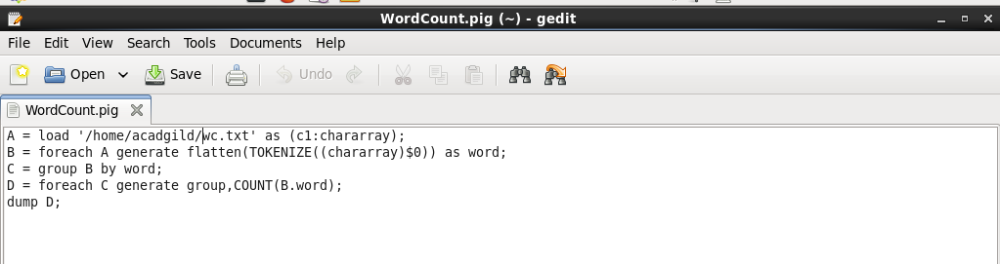 WordCount.pig (~) - gedit
File Edit View Search Tools Documents Help
Open Save Undo
WordCount.pig
A = load '/home/acadgild/wc.txt' as (c1:chararray);
B = foreach A generate flatten(TOKENIZE((chararray)$0)) as word;
C = group B by word;
D = foreach C generate group,COUNT(B.word);
dump D;